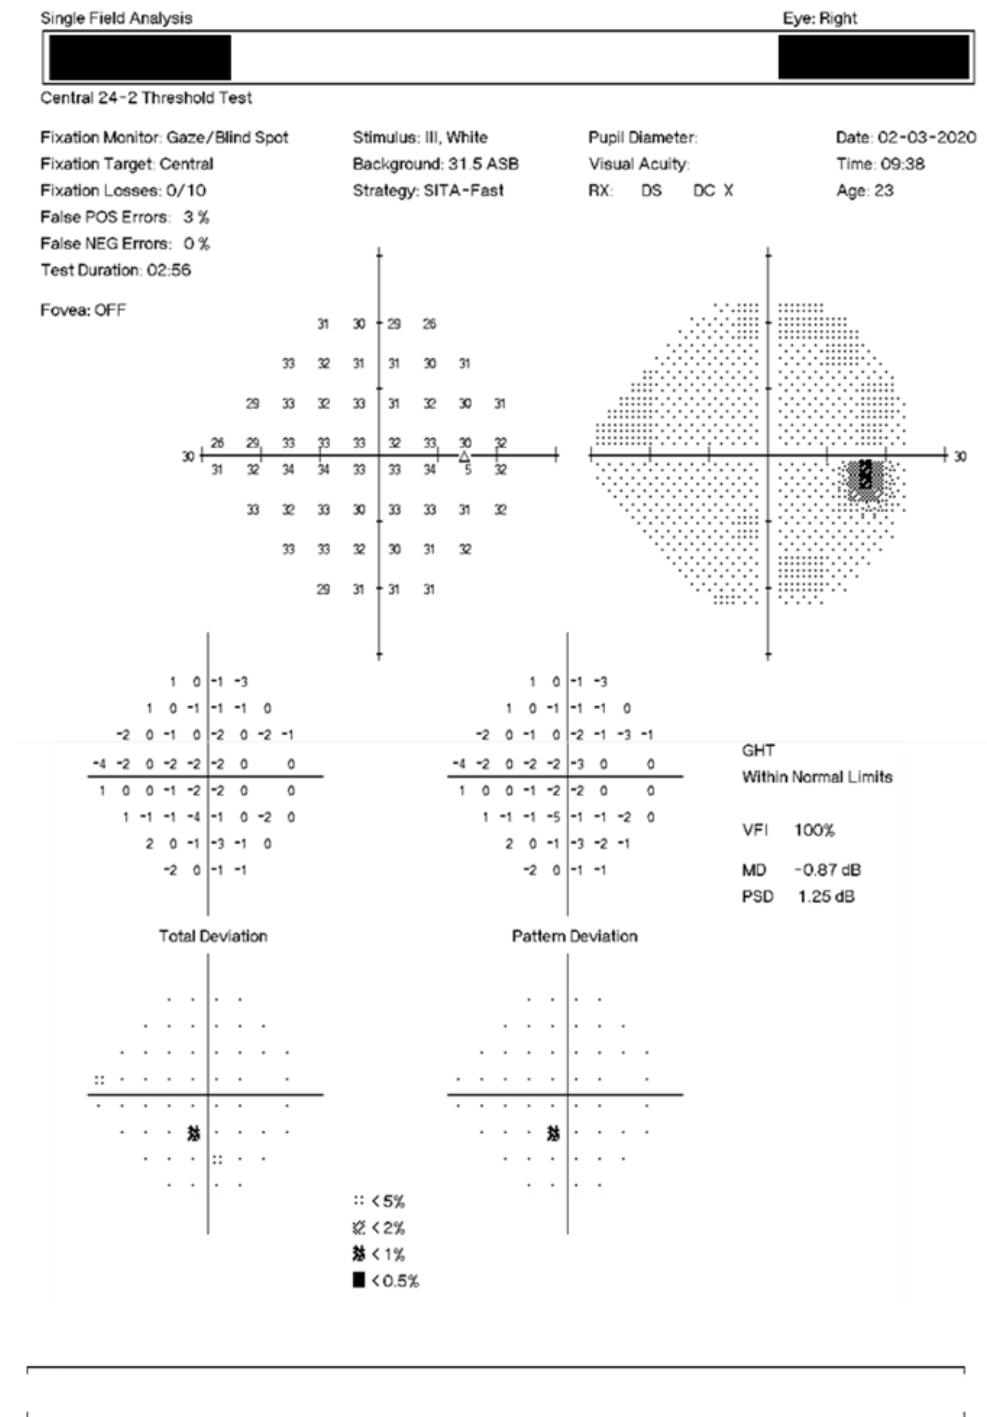 Single Field Analysis Eye: Right
Central 24-2 Threshold Test
Fixation Monitor: Gaze/Blind Spot Stimulus: III, White Pupil Diameter: Date: 02-03-2020
Fixation Target: Central Background: 31.5 ASB Visual Acuity: Time: 09:38
Fixation Losses: 0/10 Strategy: SITA-Fast RX: DS DC X Age: 23
False POS Errors: 3 %
False NEG Errors: 0 %
Test Duration: 02:56
Fovea: OFF
31 30 29 26
33 32 31 31 30 31
29 33 32 33 31 32 30 31
26 29 33 33 33 32 33 30 32
30 30
31 32 34 34 33 33 34 5 32
33 32 33 30 33 33 31 32
33 33 32 30 31 32
29 31 31 31
1 0 -1 -3 1 0 -1 -3
1 0 -1 -1 -1 0 1 0 -1 -1 -1 0
-2 0 -1 0 -2 0 -2 -1 -2 0 -1 0 -2 -1 -3 -1
-4 -2 0 -2 -2 -2 0 0 -4 -2 0 -2 -2 -3 0 0
1 0 0 -1 -2 -2 0 0 1 0 0 -1 -2 -2 0 0
1 -1 -1 -4 -1 0 -2 0 1 -1 -1 -5 -1 -1 -2 0
2 0 -1 -3 -1 0 2 0 -1 -3 -2 -1
-2 0 -1 -1 -2 0 -1 -1
GHT
Within Normal Limits
VFI 100%
MD -0.87 dB
PSD 1.25 dB
Total Deviation Pattern Deviation
< 5%
< 2%
< 1%
< 0.5%